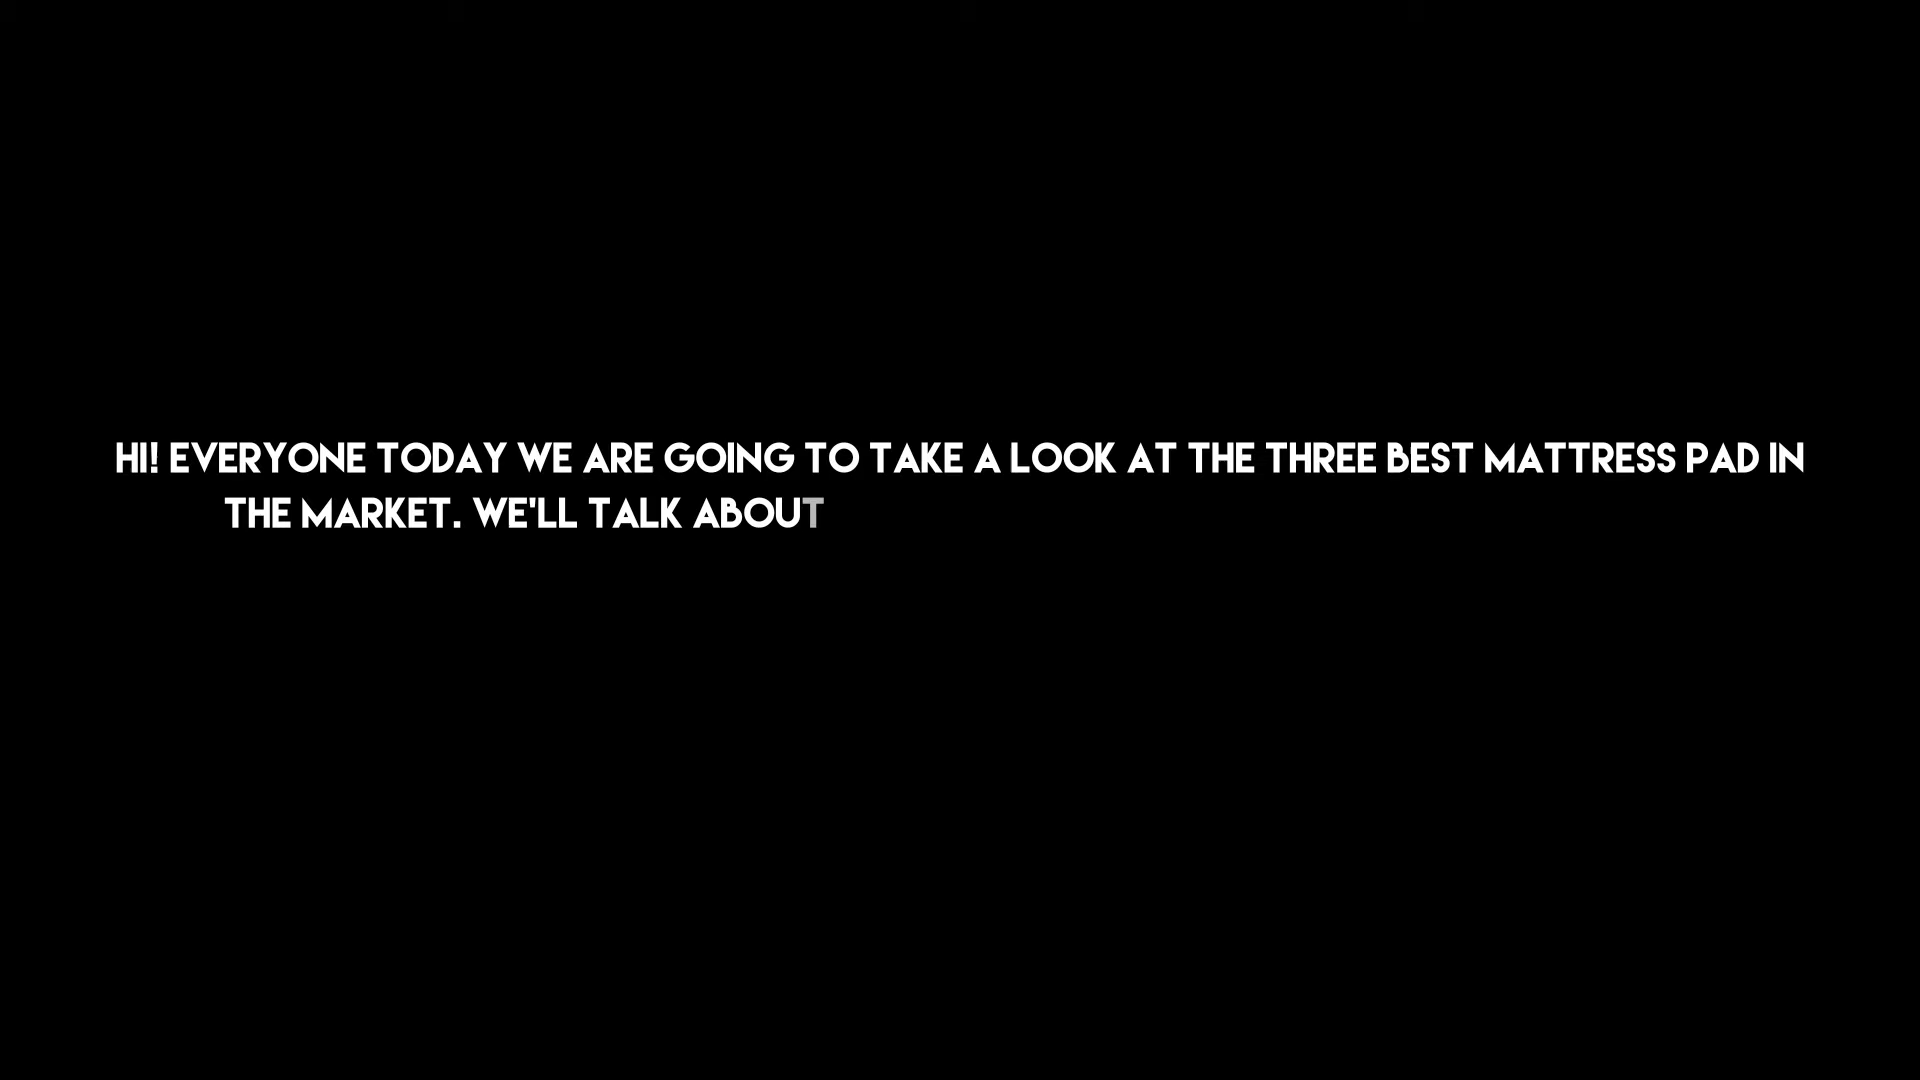 HI! EVERYONE TODAY WE ARE GOING TO TAKE A LOOK AT THE THREE BEST MATTRESS PAD IN
THE MARKET. WE'LL TALK ABOUT